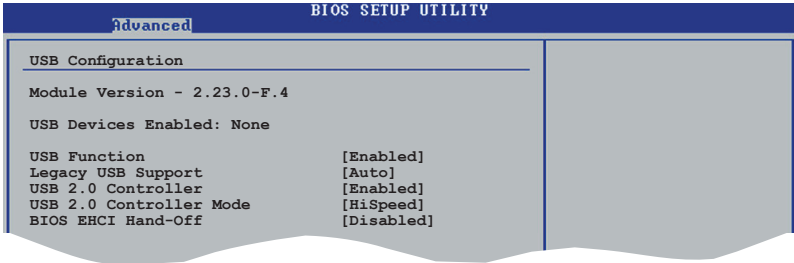 BIOS SETUP UTILITY
Advanced
USB Configuration
Module Version - 2.23.0-F.4
USB Devices Enabled: None
USB Function [Enabled]
Legacy USB Support [Auto]
USB 2.0 Controller [Enabled]
USB 2.0 Controller Mode [HiSpeed]
BIOS EHCI Hand-Off [Disabled]